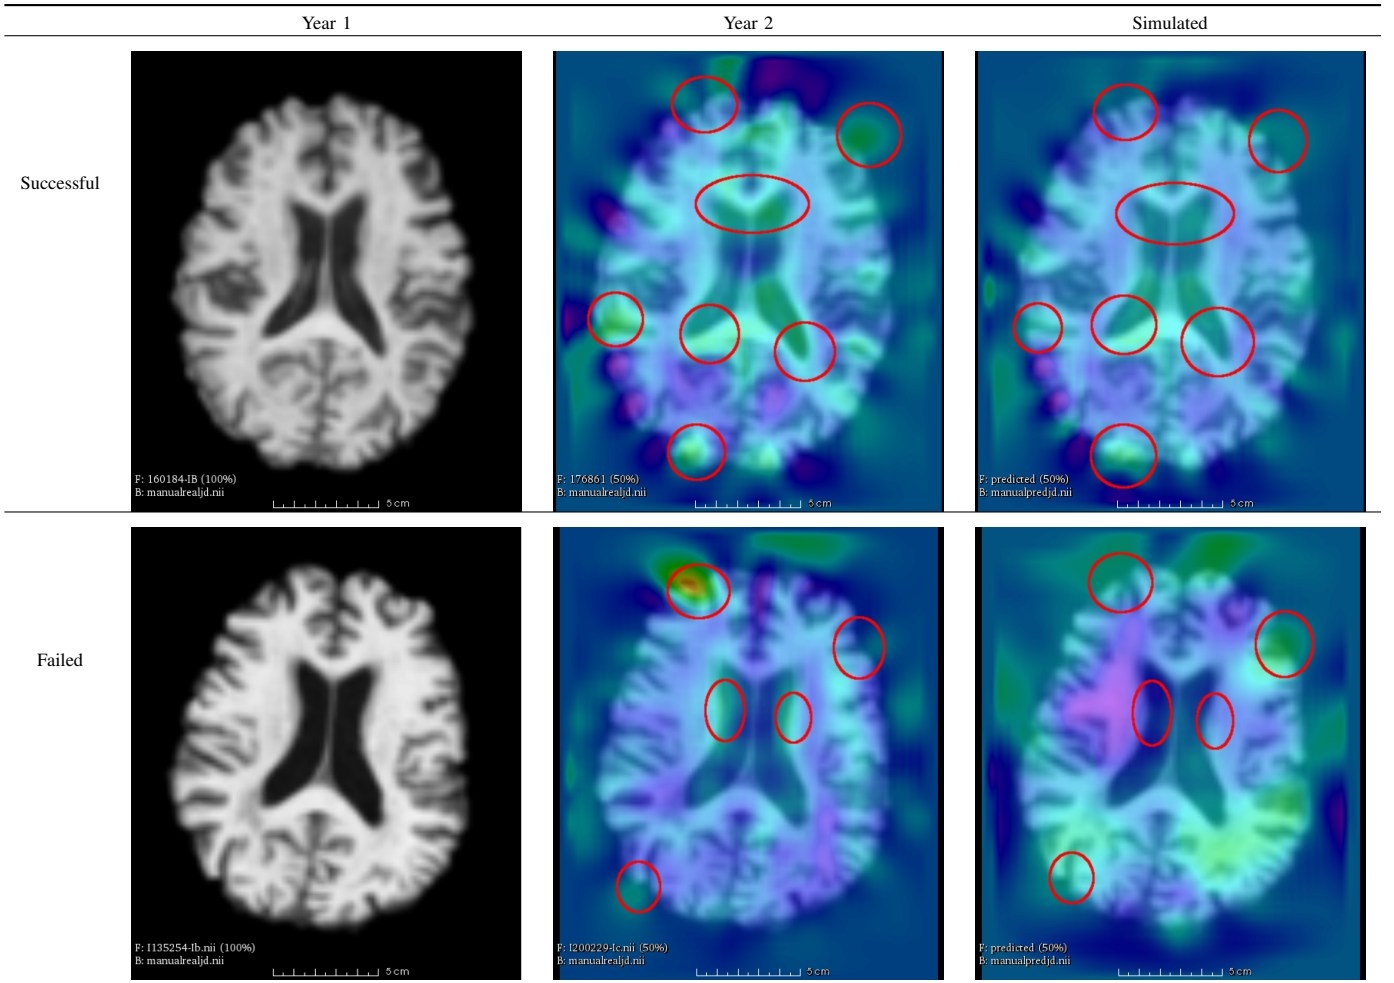 Year 1 Year 2 Simulated
Successful
F: 160184-IB (100%)
B: manualrealjd.nii
5 cm
F: 176861 (50%)
B: manualrealjd.nii
5 cm
F: predicted (50%)
B: manualpredjd.nii
5 cm
Failed
F: I135254-Ib.nii (100%)
B: manualrealjd.nii
5 cm
F: I200229-Ic.nii (50%)
B: manualrealjd.nii
5 cm
F: predicted (50%)
B: manualpredjd.nii
5 cm